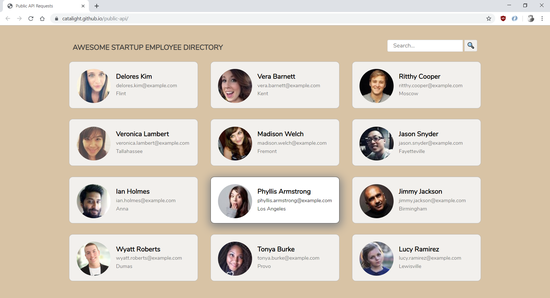 Public API Requests
catalight.github.io/public-api/
AWESOME STARTUP EMPLOYEE DIRECTORY
Search...
Delores Kim
delores.kim@example.com
Flint
Vera Barnett
vera.barnett@example.com
Kent
Ritthy Cooper
ritthy.cooper@example.com
Moscow
Veronica Lambert
veronica.lambert@example.com
Tallahassee
Madison Welch
madison.welch@example.com
Fremont
Jason Snyder
jason.snyder@example.com
Fayetteville
Ian Holmes
ian.holmes@example.com
Anna
Phyllis Armstrong
phyllis.armstrong@example.com
Los Angeles
Jimmy Jackson
jimmy.jackson@example.com
Birmingham
Wyatt Roberts
wyatt.roberts@example.com
Dumas
Tonya Burke
tonya.burke@example.com
Provo
Lucy Ramirez
lucy.ramirez@example.com
Lewisville